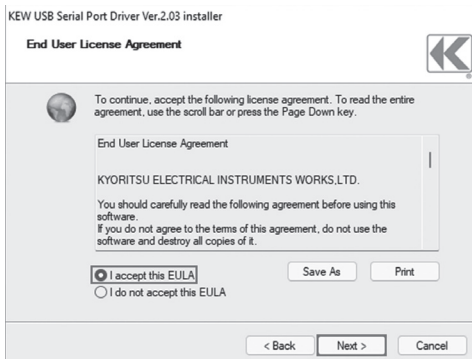 KEW USB Serial Port Driver Ver.2.03 installer
End User License Agreement
To continue, accept the following license agreement. To read the entire
agreement, use the scroll bar or press the Page Down key.
End User License Agreement
KYORITSU ELECTRICAL INSTRUMENTS WORKS,LTD.
You should carefully read the following agreement before using this
software.
If you do not agree to the terms of this agreement, do not use the
software and destroy all copies of it.
I accept this EULA
Save As
Print
I do not accept this EULA
< Back
Next >
Cancel